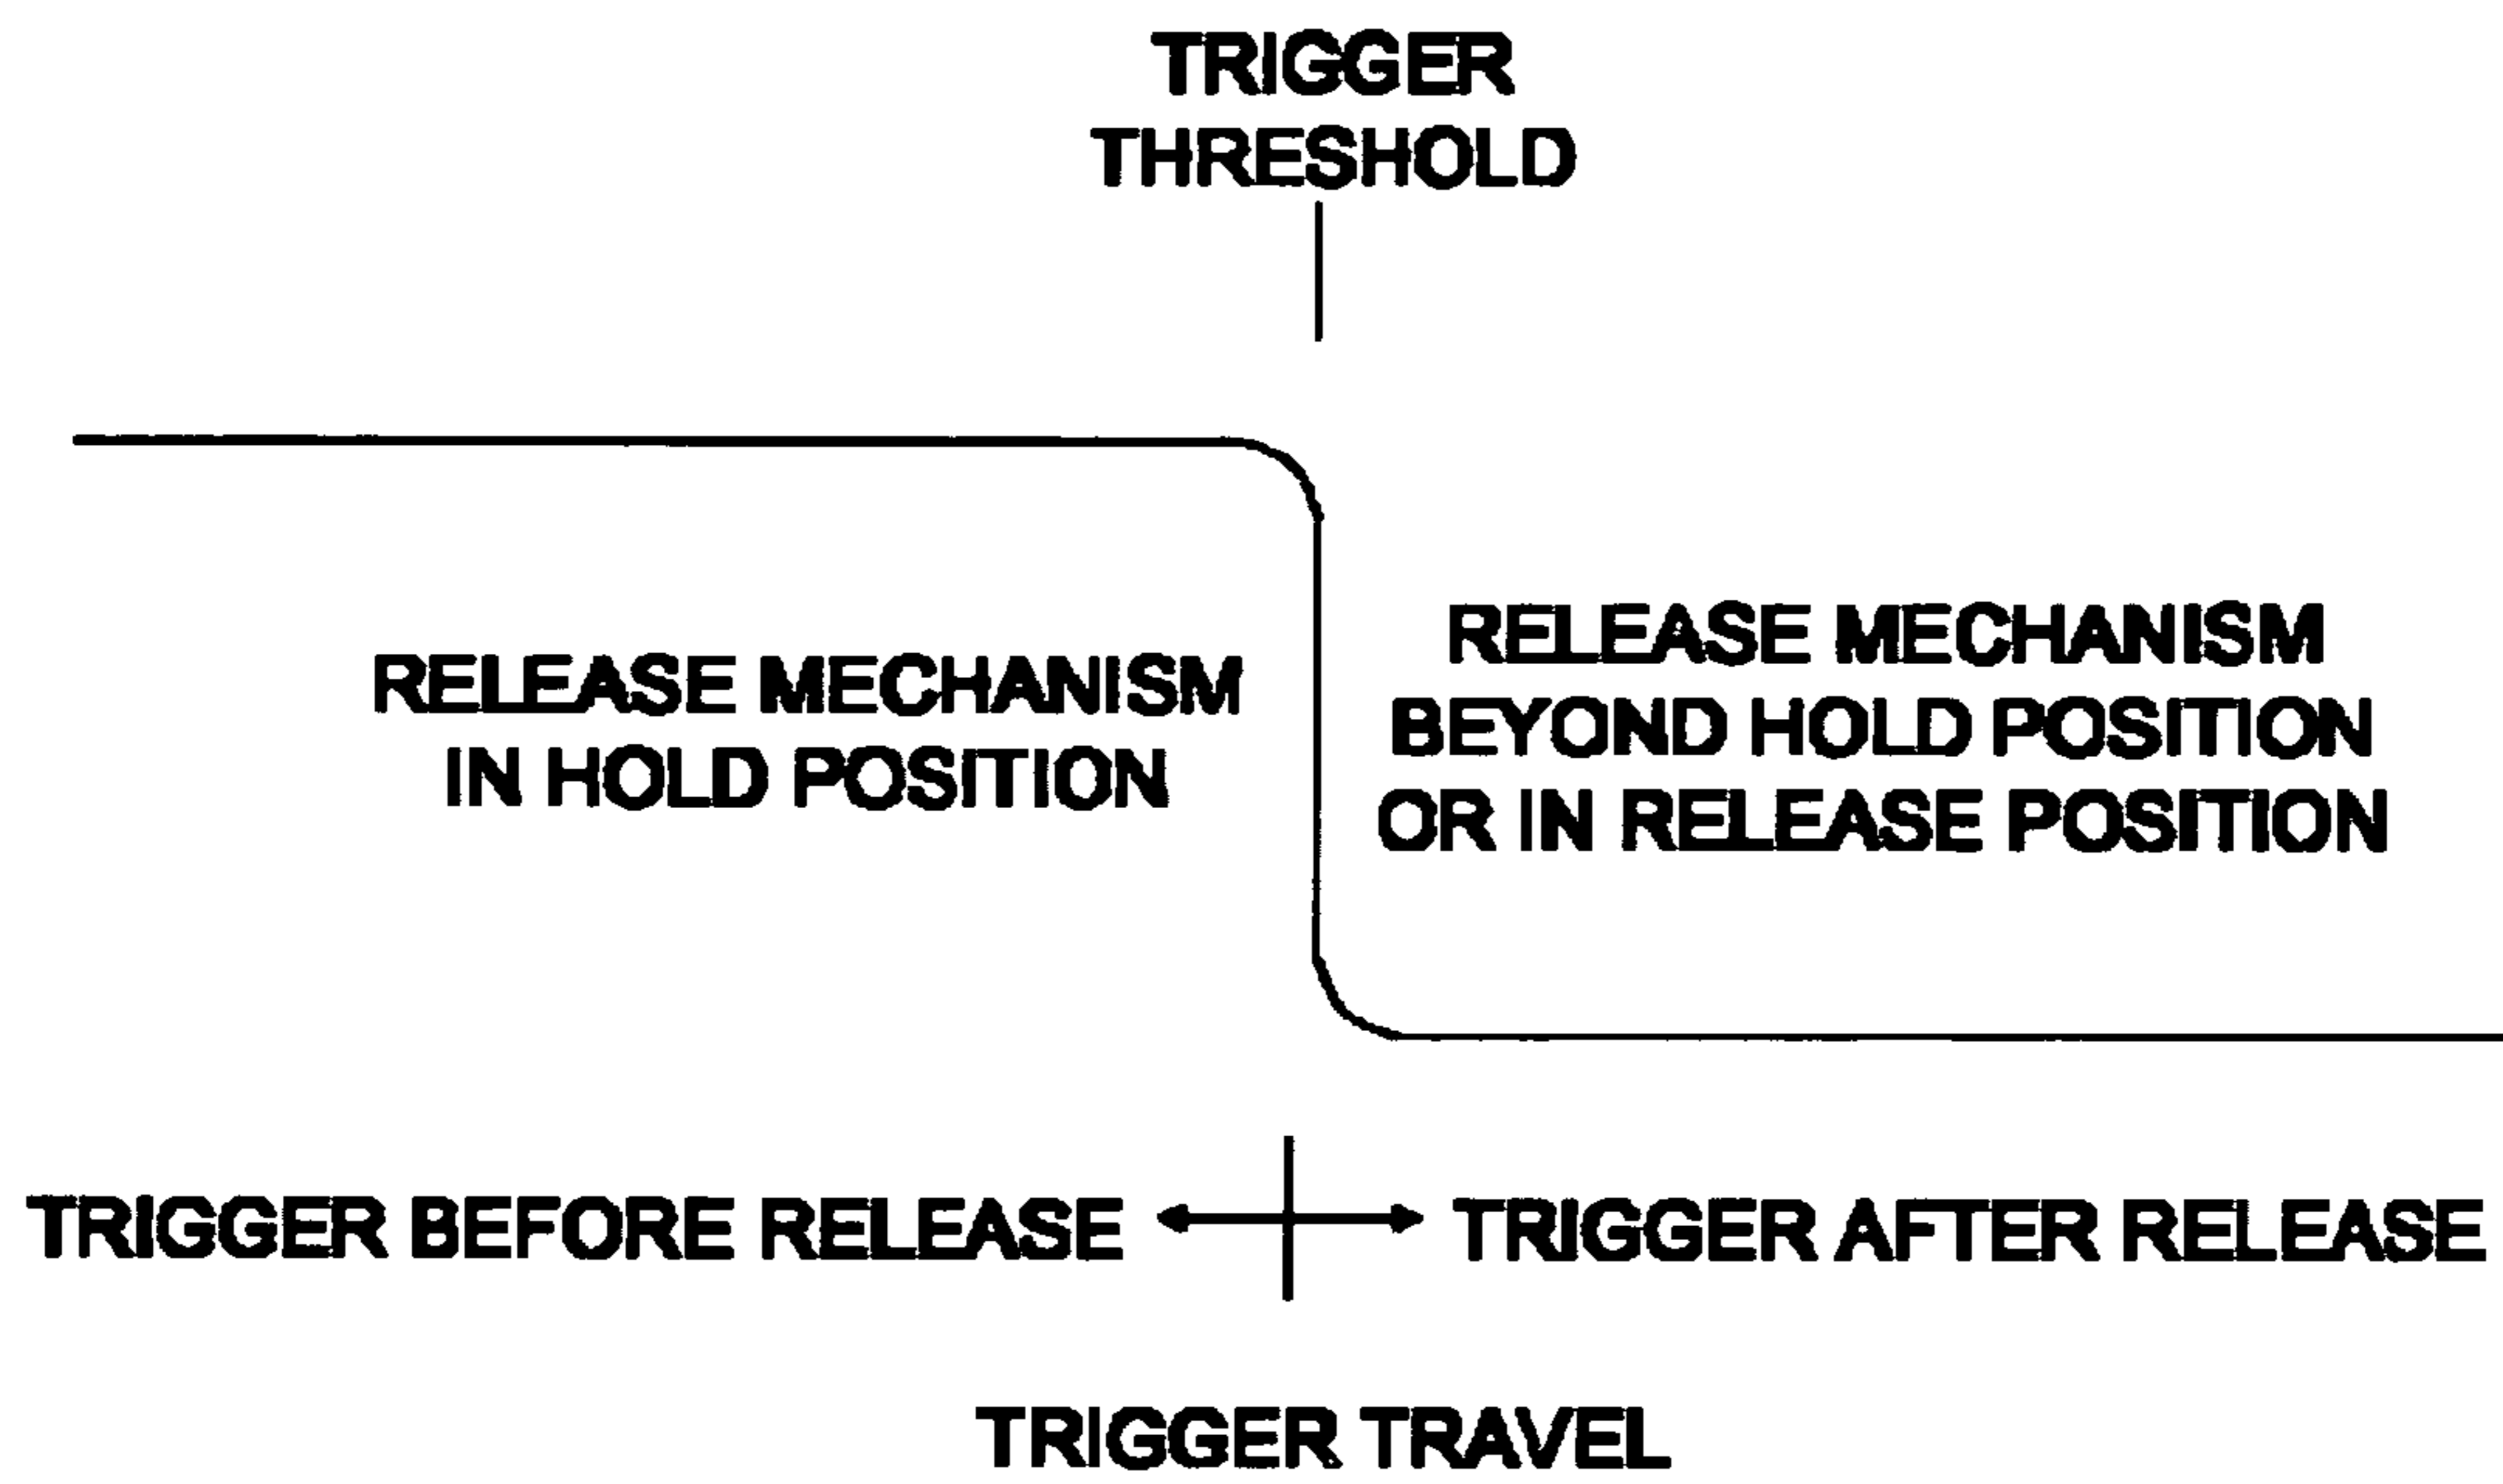 TRIGGER
THRESHOLD
RELEASE MECHANISM
IN HOLD POSITION
RELEASE MECHANISM
BEYOND HOLD POSITION
OR IN RELEASE POSITION
TRIGGER BEFORE RELEASE
TRIGGER AFTER RELEASE
TRIGGER TRAVEL